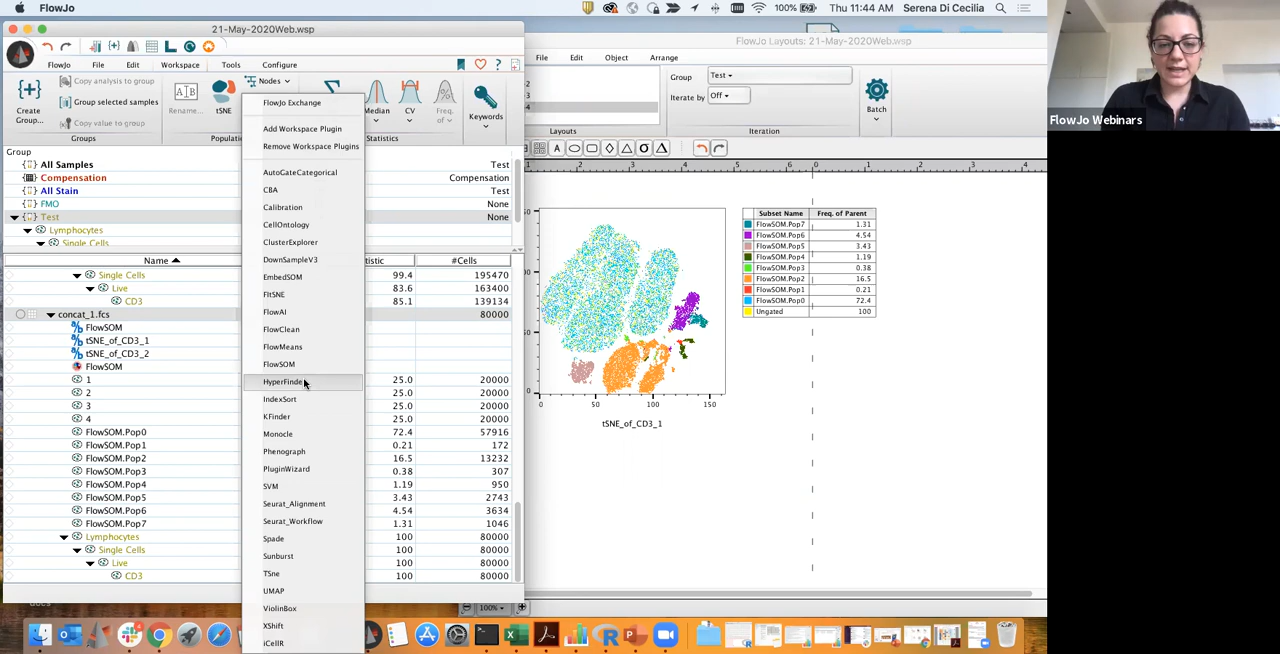 FlowJo
100%
Thu 11:44 AM Serena Di Cecilia
21-May-2020Web.wsp
FlowJo File Edit Workspace Tools Configure
Create Group...
Copy analysis to group
Group selected samples
Copy value to group
Groups
Rename...
tSNE
Nodes
Median
CV
Freq. of
Keywords
Statistics
Group
All Samples Test
Compensation Compensation
All Stain Test
FMO None
Test None
Lymphocytes
Single Cells
Name #Cells
Single Cells 99.4 195470
Live 83.6 163400
CD3 85.1 139134
concat_1.fcs 80000
FlowSOM
tSNE_of_CD3_1
tSNE_of_CD3_2
FlowSOM
1 25.0 20000
2 25.0 20000
3 25.0 20000
4 25.0 20000
FlowSOM.Pop0 72.4 57916
FlowSOM.Pop1 0.21 172
FlowSOM.Pop2 16.5 13232
FlowSOM.Pop3 0.38 307
FlowSOM.Pop4 1.19 950
FlowSOM.Pop5 3.43 2743
FlowSOM.Pop6 4.54 3634
FlowSOM.Pop7 1.31 1046
Lymphocytes 100 80000
Single Cells 100 80000
Live 100 80000
CD3 100 80000
FlowJo Exchange
Add Workspace Plugin
Remove Workspace Plugins
AutoGateCategorical
CBA
Calibration
CellOntology
ClusterExplorer
DownSampleV3
EmbedSOM
FItSNE
FlowAI
FlowClean
FlowMeans
FlowSOM
HyperFinde
IndexSort
KFinder
Monocle
Phenograph
PluginWizard
SVM
Seurat_Alignment
Seurat_Workflow
Spade
Sunburst
TSne
UMAP
ViolinBox
XShift
iCellR
FlowJo Layouts: 21-May-2020Web.wsp
File Edit Object Arrange
Group Test
Iterate by Off
Batch
Layouts
Iteration
1 2 3 4 5 6 0 1 2 3 4
0 50 100 150
tSNE_of_CD3_1
Subset Name Freq. of Parent
FlowSOM.Pop7 1.31
FlowSOM.Pop6 4.54
FlowSOM.Pop5 3.43
FlowSOM.Pop4 1.19
FlowSOM.Pop3 0.38
FlowSOM.Pop2 16.5
FlowSOM.Pop1 0.21
FlowSOM.Pop0 72.4
Ungated 100
100%
FlowJo Webinars